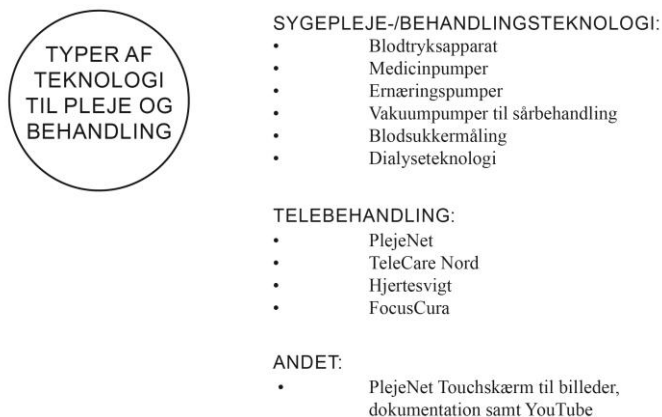 TYPER AF
TEKNOLOGI
TIL PLEJE OG
BEHANDLING
SYGEPLEJE-/BEHANDLINGSTEKNOLOGI:
• Blodtryksapparat
• Medicinpumper
• Ernæringspumper
• Vakuumpumper til sårbehandling
• Blodsukkermåling
• Dialyseteknologi
TELEBEHANDLING:
• PlejeNet
• TeleCare Nord
• Hjertesvigt
• FocusCura
ANDET:
• PlejeNet Touchskærm til billeder,
dokumentation samt YouTube